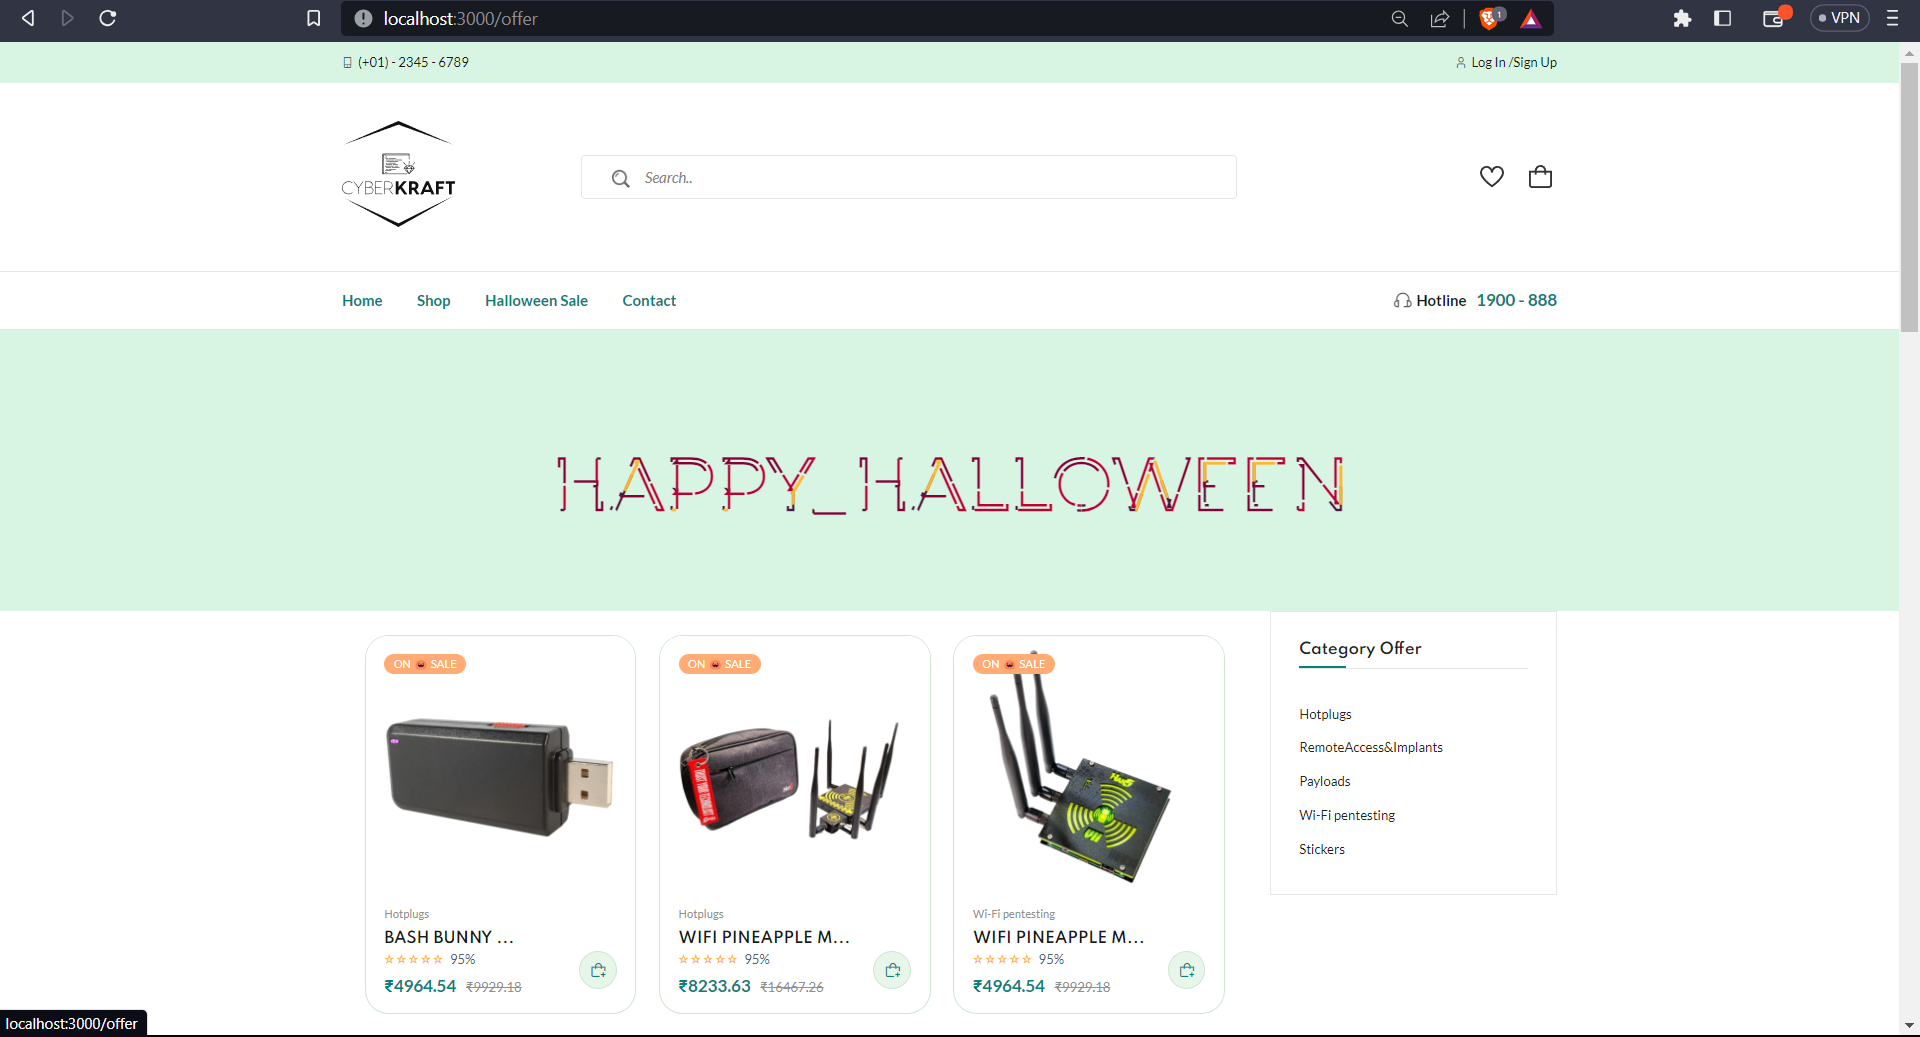 localhost:3000/offer
1
VPN
(+01) - 2345 - 6789
Log In /Sign Up
CYBERKRAFT
Search..
Home Shop Halloween Sale Contact
Hotline 1900 - 888
HAPPY_HALLOWEEN
ON SALE
ON SALE
ON SALE
Hotplugs
BASH BUNNY ...
95%
₹4964.54 ₹9929.18
Hotplugs
WIFI PINEAPPLE M...
95%
₹8233.63 ₹16467.26
Wi-Fi pentesting
WIFI PINEAPPLE M...
95%
₹4964.54 ₹9929.18
Category Offer
Hotplugs
RemoteAccess&Implants
Payloads
Wi-Fi pentesting
Stickers
localhost:3000/offer